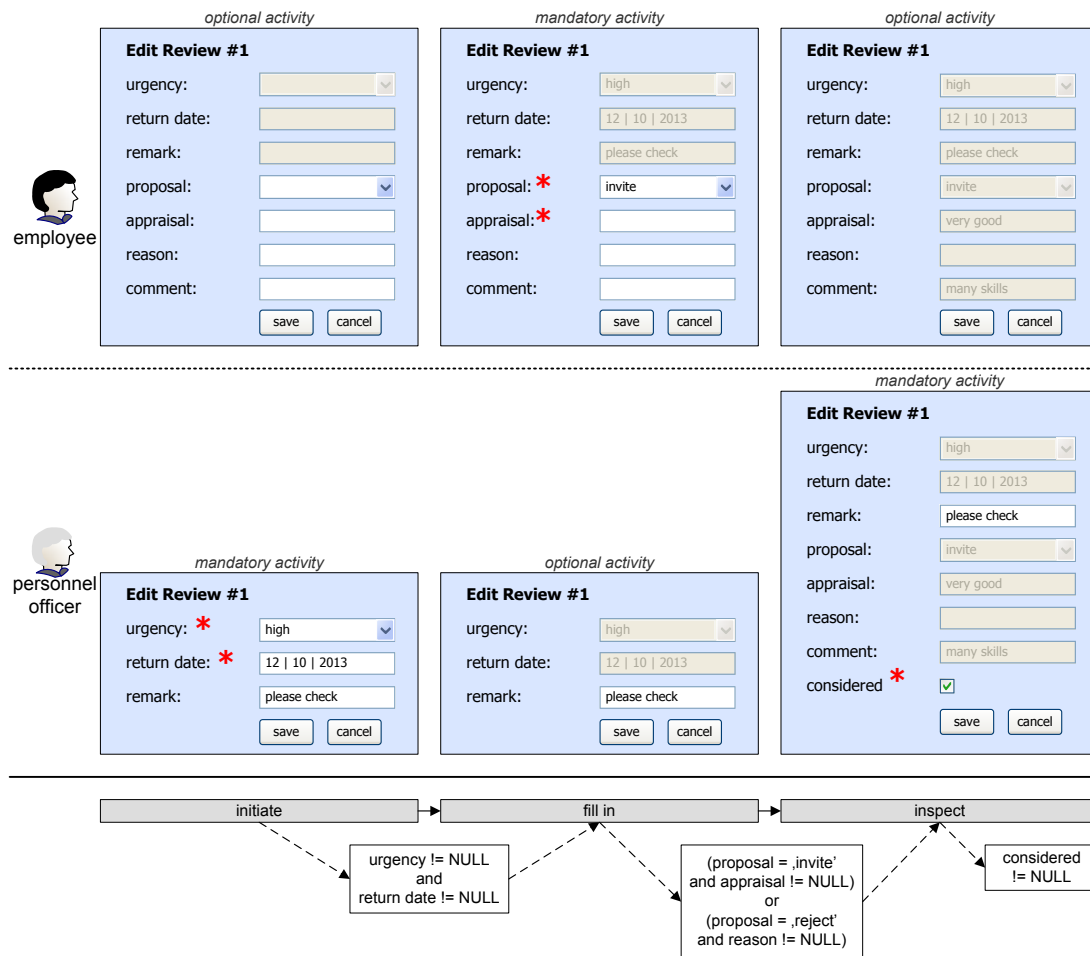 optional activity
mandatory activity
optional activity
Edit Review #1
urgency:
return date:
remark:
proposal:
appraisal:
reason:
comment:
save cancel
Edit Review #1
urgency: high
return date: 12 | 10 | 2013
remark: please check
proposal: * invite
appraisal: *
reason:
comment:
save cancel
Edit Review #1
urgency: high
return date: 12 | 10 | 2013
remark: please check
proposal: invite
appraisal: very good
reason:
comment: many skills
save cancel
employee
mandatory activity
Edit Review #1
urgency: * high
return date: * 12 | 10 | 2013
remark: please check
save cancel
optional activity
Edit Review #1
urgency: high
return date: 12 | 10 | 2013
remark: please check
save cancel
mandatory activity
Edit Review #1
urgency: high
return date: 12 | 10 | 2013
remark: please check
proposal: invite
appraisal: very good
reason:
comment: many skills
considered *
save cancel
personnel
officer
initiate
fill in
inspect
urgency != NULL
and
return date != NULL
(proposal = ‚invite’
and appraisal != NULL)
or
(proposal = ‚reject’
and reason != NULL)
considered
!= NULL